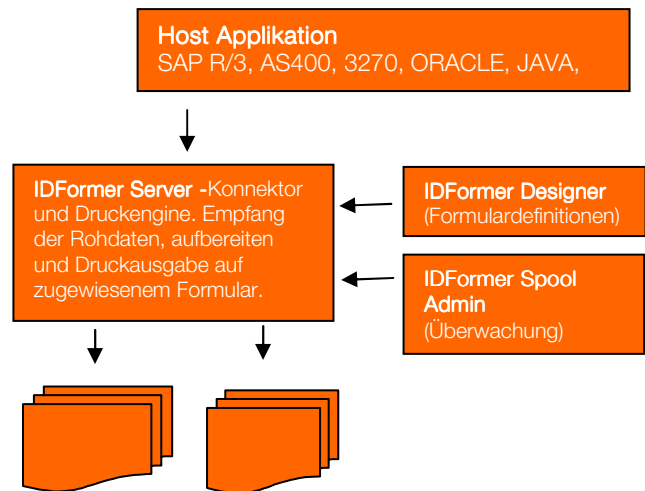 Host Applikation
SAP R/3, AS400, 3270, ORACLE, JAVA,
IDFormer Server -Konnektor
und Druckengine. Empfang
der Rohdaten, aufbereiten
und Druckausgabe auf
zugewiesenem Formular.
IDFormer Designer
(Formulardefinitionen)
IDFormer Spool
Admin
(Überwachung)